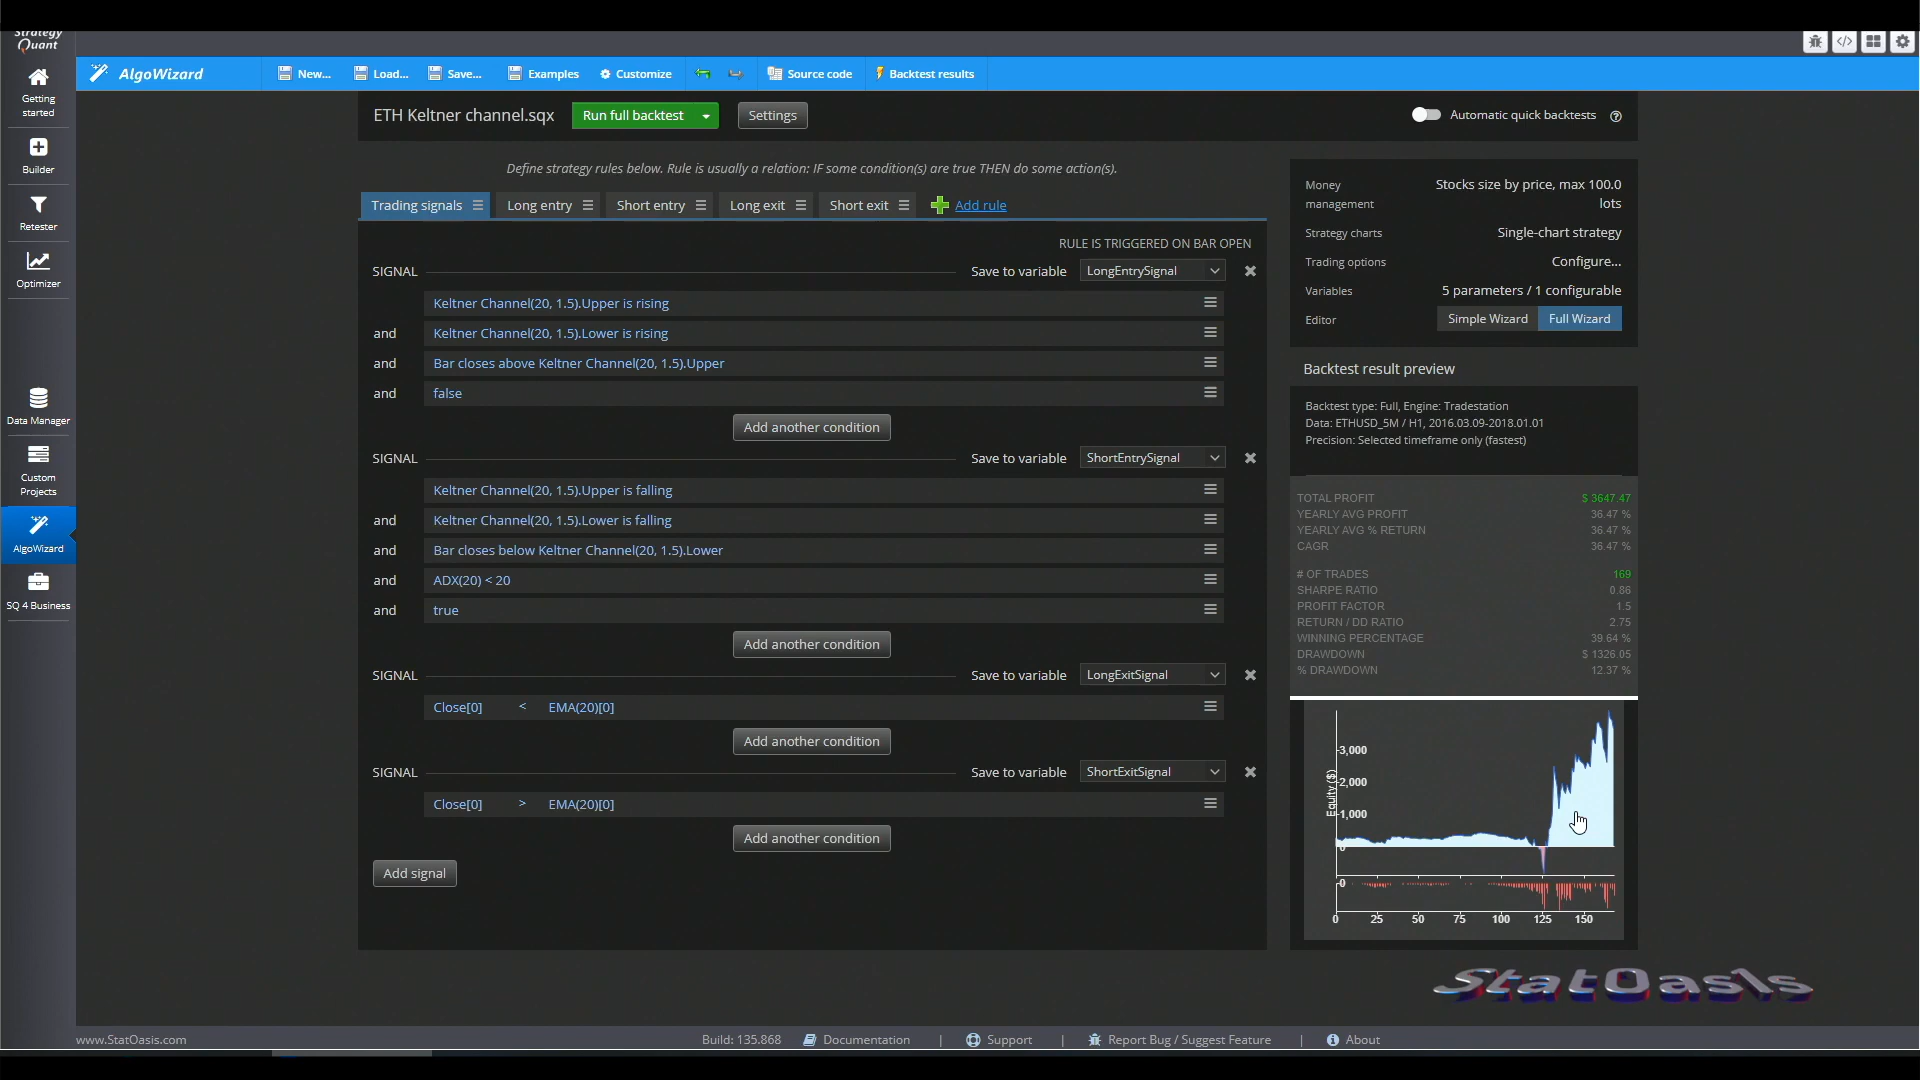 Strategy
Quant
AlgoWizard
New...
Load...
Save...
Examples
Customize
Source code
Backtest results
Getting
started
Builder
Retester
Optimizer
Data Manager
Custom
Projects
AlgoWizard
SQ 4 Business
ETH Keltner channel.sqx
Run full backtest
Settings
Automatic quick backtests
Define strategy rules below. Rule is usually a relation: IF some condition(s) are true THEN do some action(s).
Trading signals
Long entry
Short entry
Long exit
Short exit
Add rule
RULE IS TRIGGERED ON BAR OPEN
SIGNAL
Save to variable
LongEntrySignal
Keltner Channel(20, 1.5).Upper is rising
and Keltner Channel(20, 1.5).Lower is rising
and Bar closes above Keltner Channel(20, 1.5).Upper
and false
Add another condition
SIGNAL
Save to variable
ShortEntrySignal
Keltner Channel(20, 1.5).Upper is falling
and Keltner Channel(20, 1.5).Lower is falling
and Bar closes below Keltner Channel(20, 1.5).Lower
and ADX(20) < 20
and true
Add another condition
SIGNAL
Save to variable
LongExitSignal
Close[0] < EMA(20)[0]
Add another condition
SIGNAL
Save to variable
ShortExitSignal
Close[0] > EMA(20)[0]
Add another condition
Add signal
Money
management
Stocks size by price, max 100.0
lots
Strategy charts Single-chart strategy
Trading options Configure...
Variables 5 parameters / 1 configurable
Editor Simple Wizard Full Wizard
Backtest result preview
Backtest type: Full, Engine: Tradestation
Data: ETHUSD_5M / H1, 2016.03.09-2018.01.01
Precision: Selected timeframe only (fastest)
TOTAL PROFIT $ 3647.47
YEARLY AVG PROFIT 36.47 %
YEARLY AVG % RETURN 36.47 %
CAGR 36.47 %
# OF TRADES 169
SHARPE RATIO 0.86
PROFIT FACTOR 1.5
RETURN / DD RATIO 2.75
WINNING PERCENTAGE 39.64 %
DRAWDOWN $ 1326.05
% DRAWDOWN 12.37 %
Equity ($)
3,000
2,000
1,000
0
0
0 25 50 75 100 125 150
StatOasis
www.StatOasis.com
Build: 135.868
Documentation
|
Support
|
Report Bug / Suggest Feature
|
About